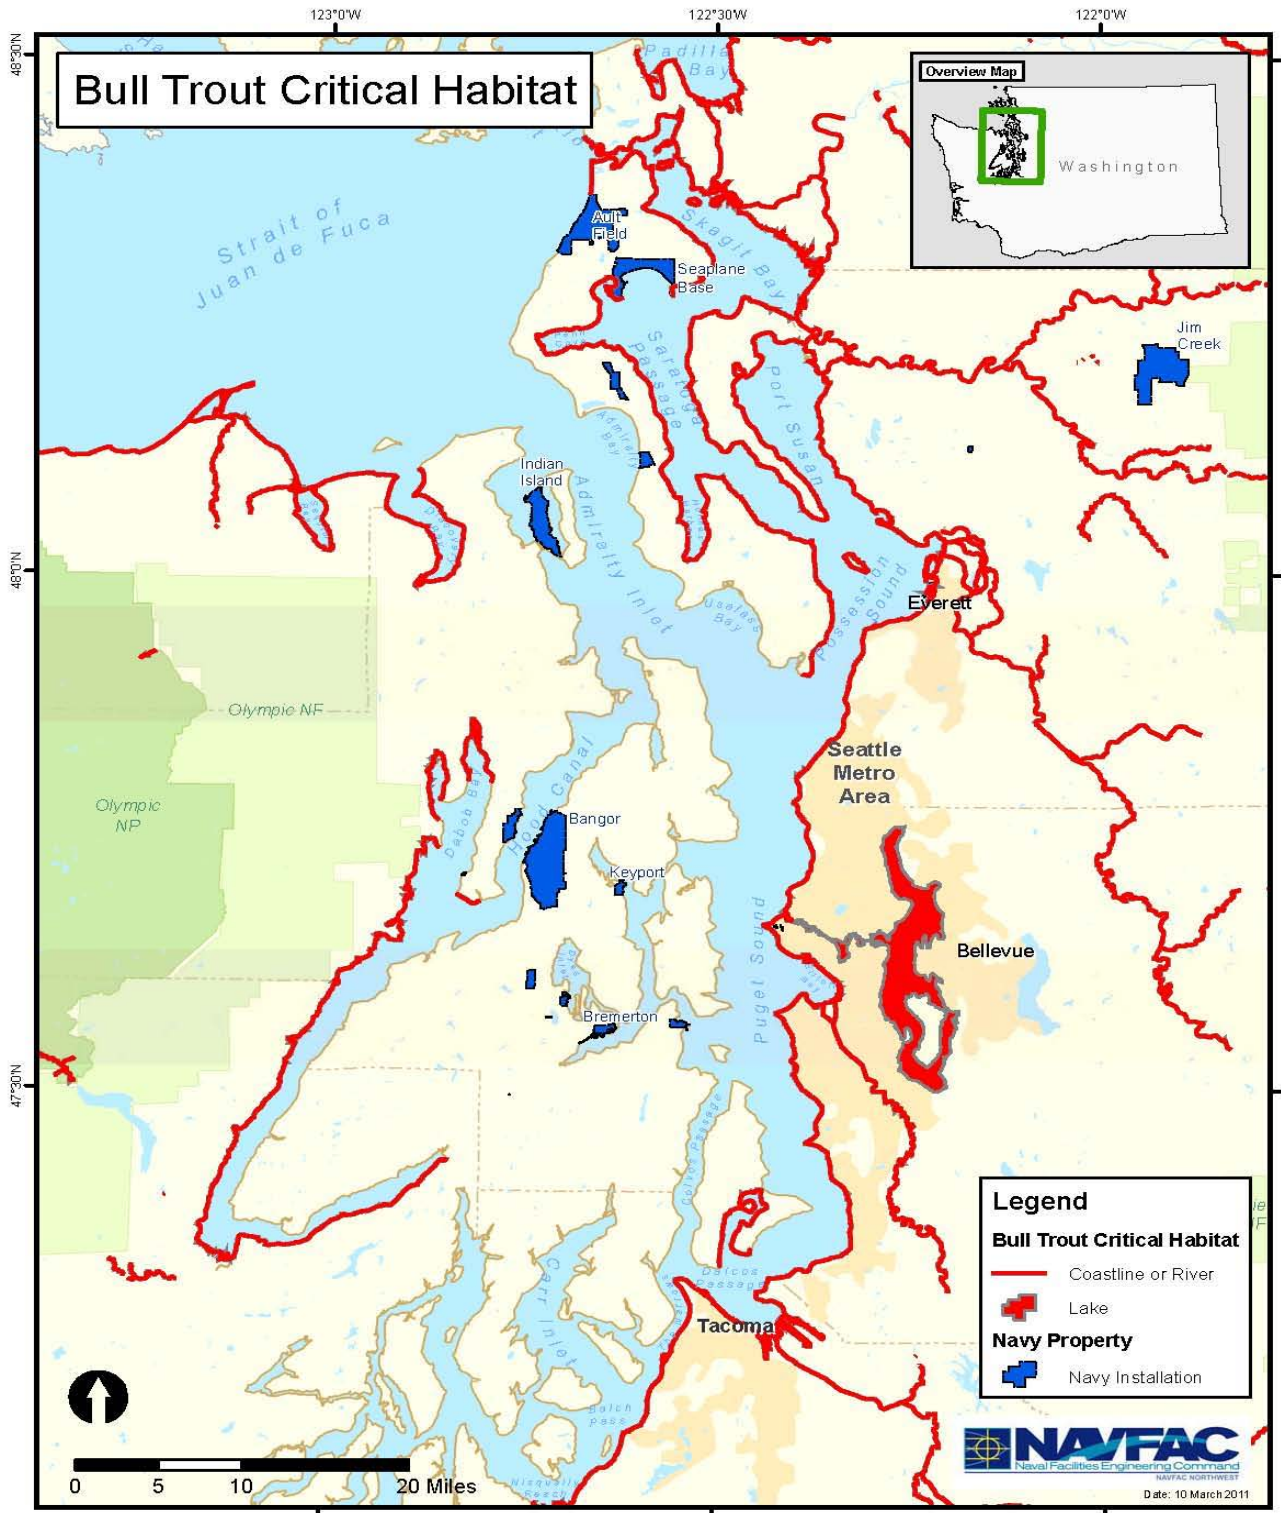 123°0'W
122°30'W
122°0'W
48°30'N
48°0'N
47°30'N
Bull Trout Critical Habitat
Overview Map
Washington
Padilla
Bay
Strait of
Juan de Fuca
Ault
Field
Skagit Bay
Seaplane
Base
Saratoga
Passage
Port Susan
Jim
Creek
Admiralty
Bay
Indian
Island
Admiralty Inlet
Useless
Bay
Possession
Sound
Everett
Olympic NF
Olympic
NP
Seattle
Metro
Area
Hood Canal
Dabob Bay
Bangor
Keyport
Puget Sound
Bellevue
Bremerton
Colvos Passage
Dalcos
Passage
Carr Inlet
Tacoma
Balch
Pass
Nisqually
Reach
Legend
Bull Trout Critical Habitat
Coastline or River
Lake
Navy Property
Navy Installation
0 5 10 20 Miles
NAVFAC
Naval Facilities Engineering Command
NAVFAC NORTHWEST
Date: 10 March 2011